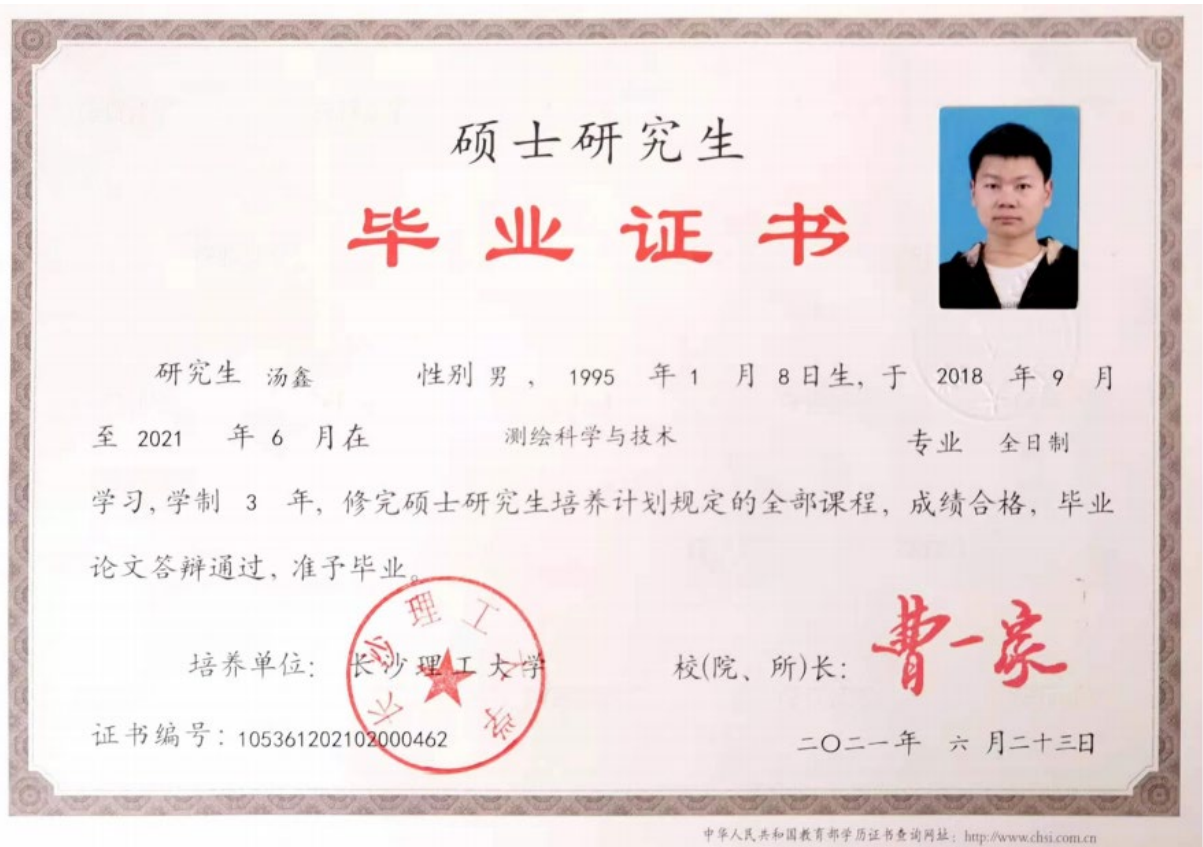 硕士研究生
毕业证书
研究生 汤鑫 性别 男 , 1995 年 1 月 8 日生, 于 2018 年 9 月
至 2021 年 6 月在 测绘科学与技术 专业 全日制
学习, 学制 3 年, 修完硕士研究生培养计划规定的全部课程, 成绩合格, 毕业
论文答辩通过, 准予毕业。
长沙理工大学
培养单位: 长沙理工大学 校(院、所)长: 曹一家
证书编号: 105361202102000462 二〇二一年 六 月二十三日
中华人民共和国教育部学历证书查询网址: http://www.chsi.com.cn